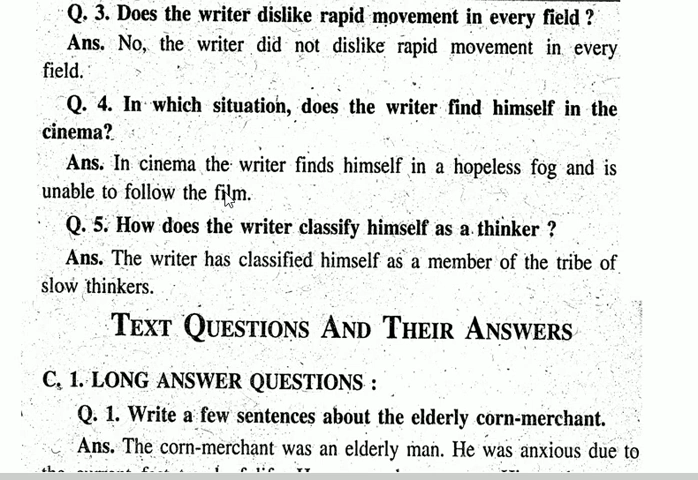 Q. 3. Does the writer dislike rapid movement in every field ?
Ans. No, the writer did not dislike rapid movement in every
field.
Q. 4. In which situation, does the writer find himself in the
cinema?
Ans. In cinema the writer finds himself in a hopeless fog and is
unable to follow the film.
Q. 5. How does the writer classify himself as a thinker ?
Ans. The writer has classified himself as a member of the tribe of
slow thinkers.
TEXT QUESTIONS AND THEIR ANSWERS
C. 1. LONG ANSWER QUESTIONS :
Q. 1. Write a few sentences about the elderly corn-merchant.
Ans. The corn-merchant was an elderly man. He was anxious due to